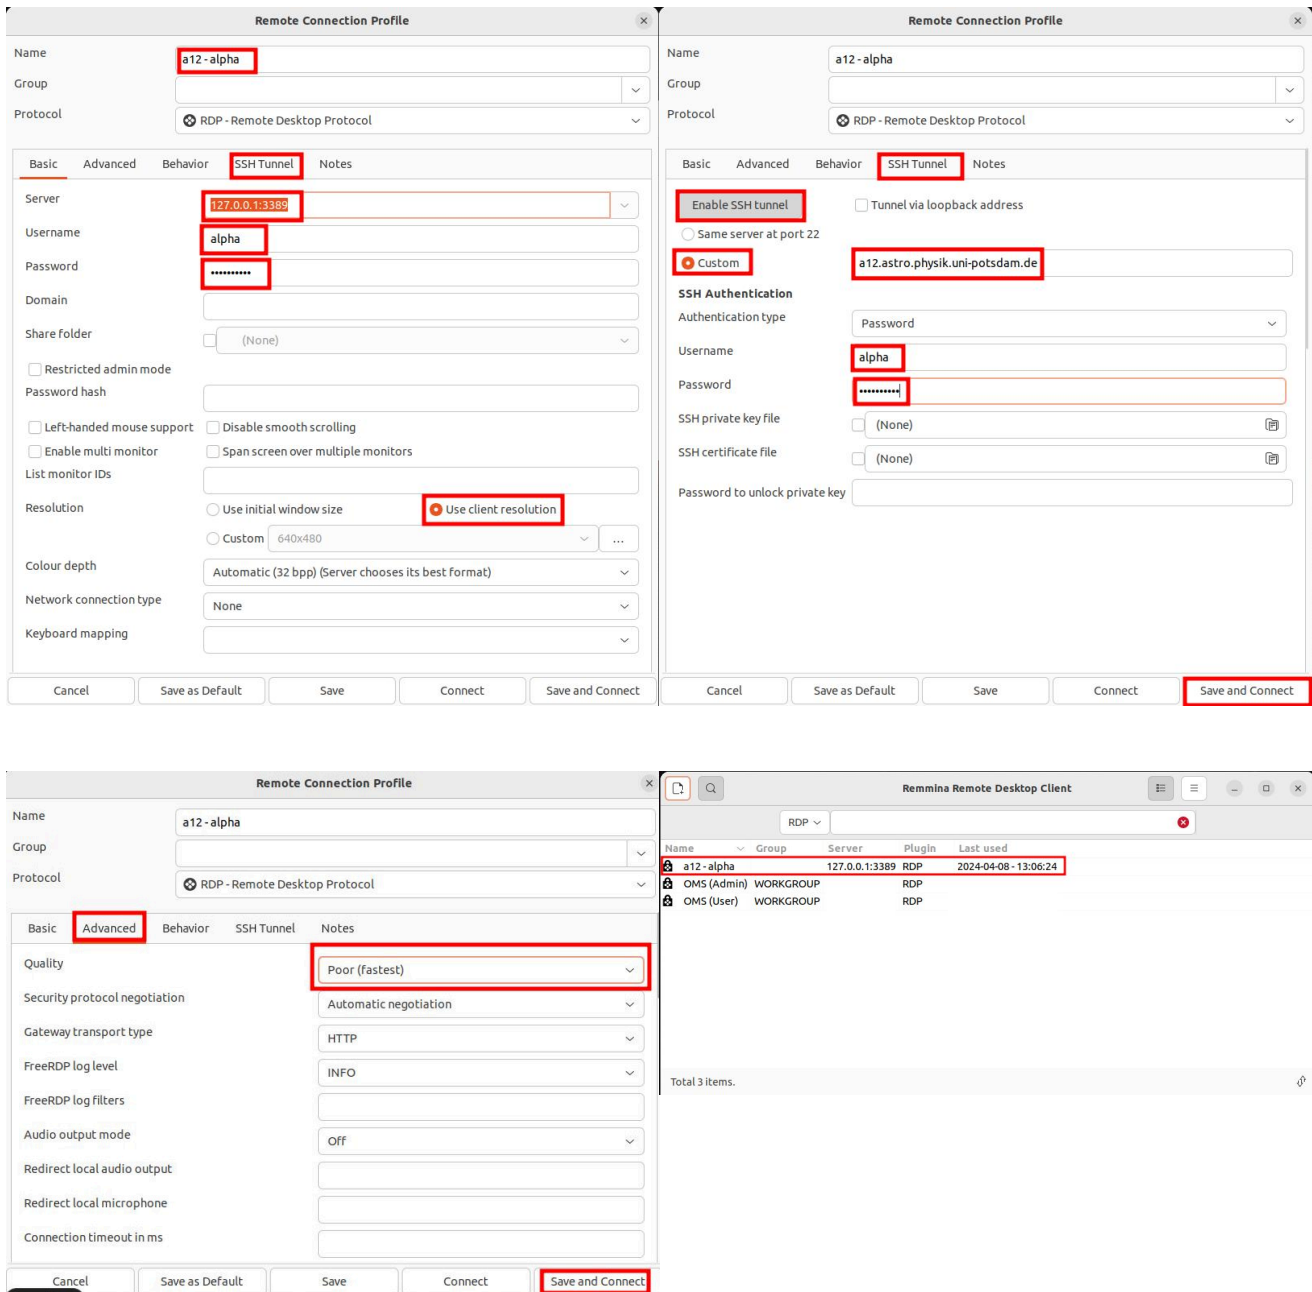 Remote Connection Profile
Name
a12 - alpha
Group
Protocol
RDP - Remote Desktop Protocol
Basic Advanced Behavior SSH Tunnel Notes
Server
127.0.0.1:3389
Username
alpha
Password
••••••••••
Domain
Share folder
(None)
Restricted admin mode
Password hash
Left-handed mouse support Disable smooth scrolling
Enable multi monitor Span screen over multiple monitors
List monitor IDs
Resolution
Use initial window size Use client resolution
Custom 640x480 ...
Colour depth
Automatic (32 bpp) (Server chooses its best format)
Network connection type
None
Keyboard mapping
Cancel Save as Default Save Connect Save and Connect
Remote Connection Profile
Name
a12 - alpha
Group
Protocol
RDP - Remote Desktop Protocol
Basic Advanced Behavior SSH Tunnel Notes
Enable SSH tunnel Tunnel via loopback address
Same server at port 22
Custom a12.astro.physik.uni-potsdam.de
SSH Authentication
Authentication type
Password
Username
alpha
Password
••••••••••
SSH private key file
(None)
SSH certificate file
(None)
Password to unlock private key
Cancel Save as Default Save Connect Save and Connect
Remote Connection Profile
Name
a12 - alpha
Group
Protocol
RDP - Remote Desktop Protocol
Basic Advanced Behavior SSH Tunnel Notes
Quality
Poor (fastest)
Security protocol negotiation
Automatic negotiation
Gateway transport type
HTTP
FreeRDP log level
INFO
FreeRDP log filters
Audio output mode
Off
Redirect local audio output
Redirect local microphone
Connection timeout in ms
Cancel Save as Default Save Connect Save and Connect
Remmina Remote Desktop Client
RDP
Name Group Server Plugin Last used
a12 - alpha 127.0.0.1:3389 RDP 2024-04-08 - 13:06:24
OMS (Admin) WORKGROUP RDP
OMS (User) WORKGROUP RDP
Total 3 items.